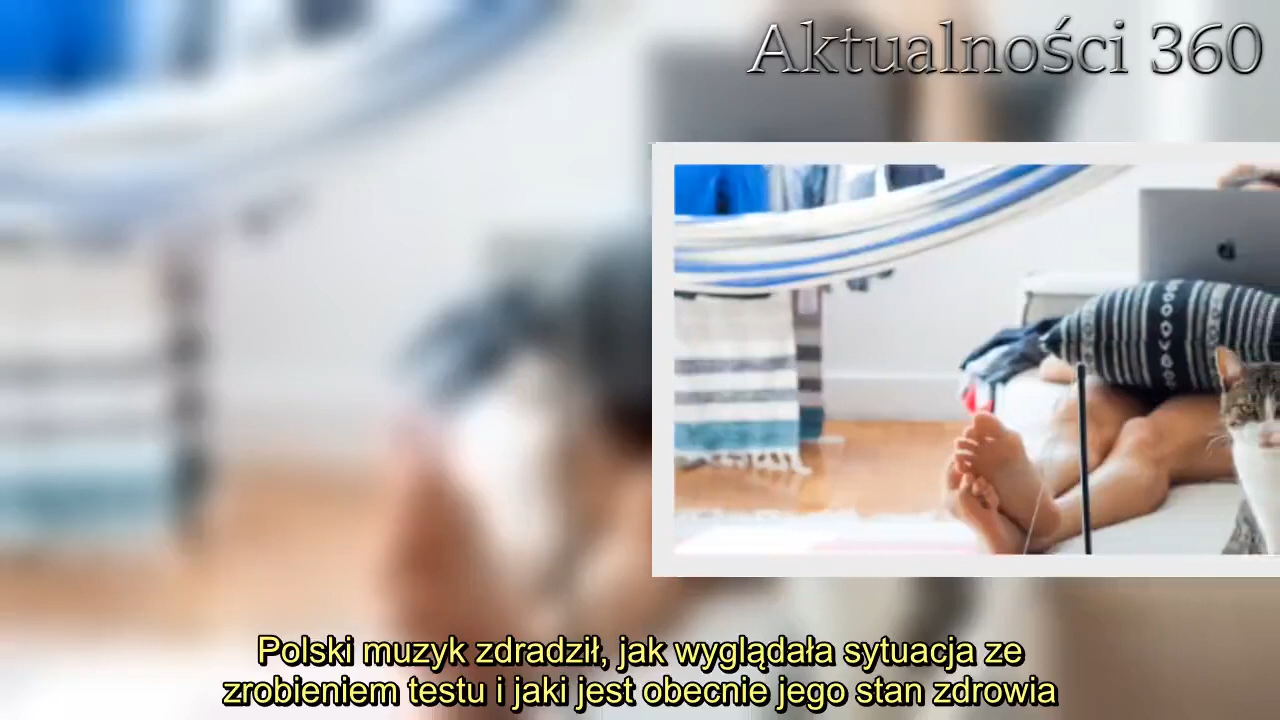 Aktualności 360
Polski muzyk zdradził, jak wyglądała sytuacja ze
zrobieniem testu i jaki jest obecnie jego stan zdrowia